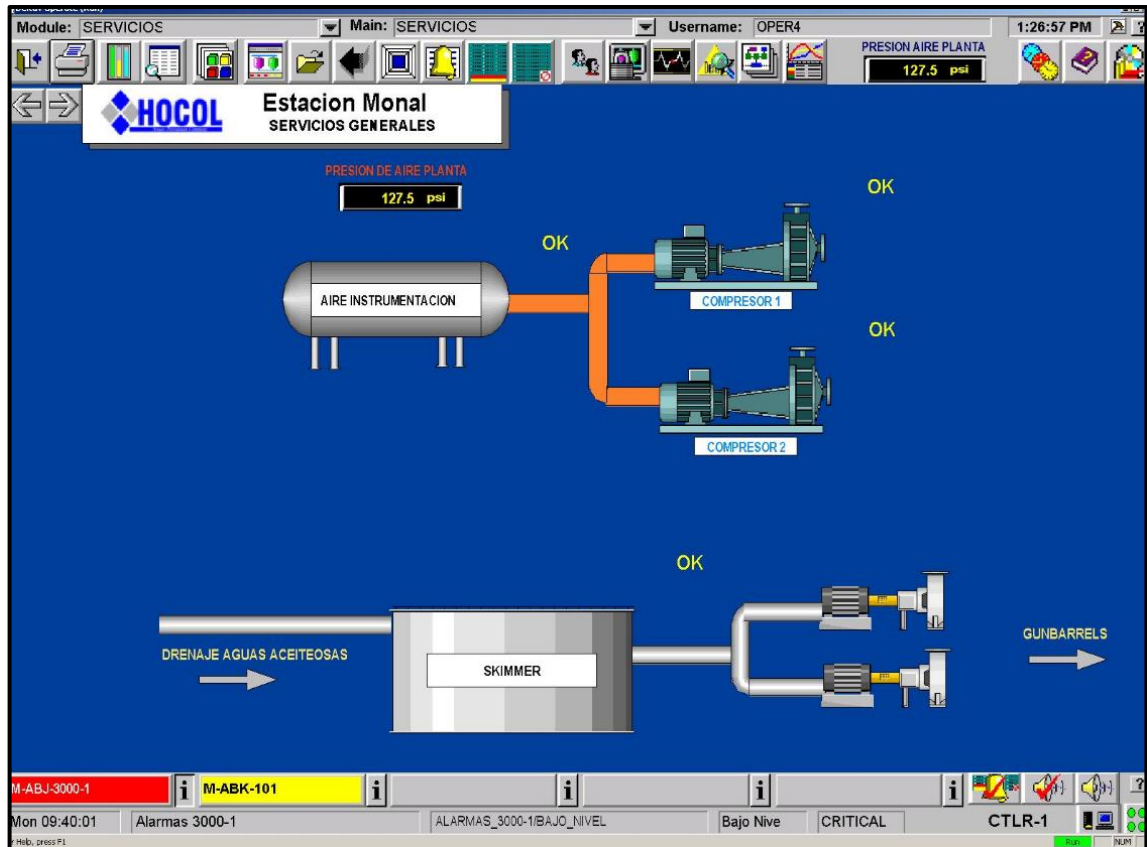 DeltaV Operate (Run)
Module: SERVICIOS Main: SERVICIOS Username: OPER4 1:26:57 PM ?
PRESION AIRE PLANTA
127.5 psi
HOCOL
Estacion Monal
SERVICIOS GENERALES
PRESION DE AIRE PLANTA
127.5 psi
OK
OK
AIRE INSTRUMENTACION
COMPRESOR 1
OK
COMPRESOR 2
OK
DRENAJE AGUAS ACEITEOSAS
SKIMMER
GUNBARRELS
M-ABJ-3000-1 i M-ABK-101 i i i i ?
Mon 09:40:01 Alarmas 3000-1 ALARMAS_3000-1/BAJO_NIVEL Bajo Nive CRITICAL CTLR-1
r Help, press F1 Run NUM